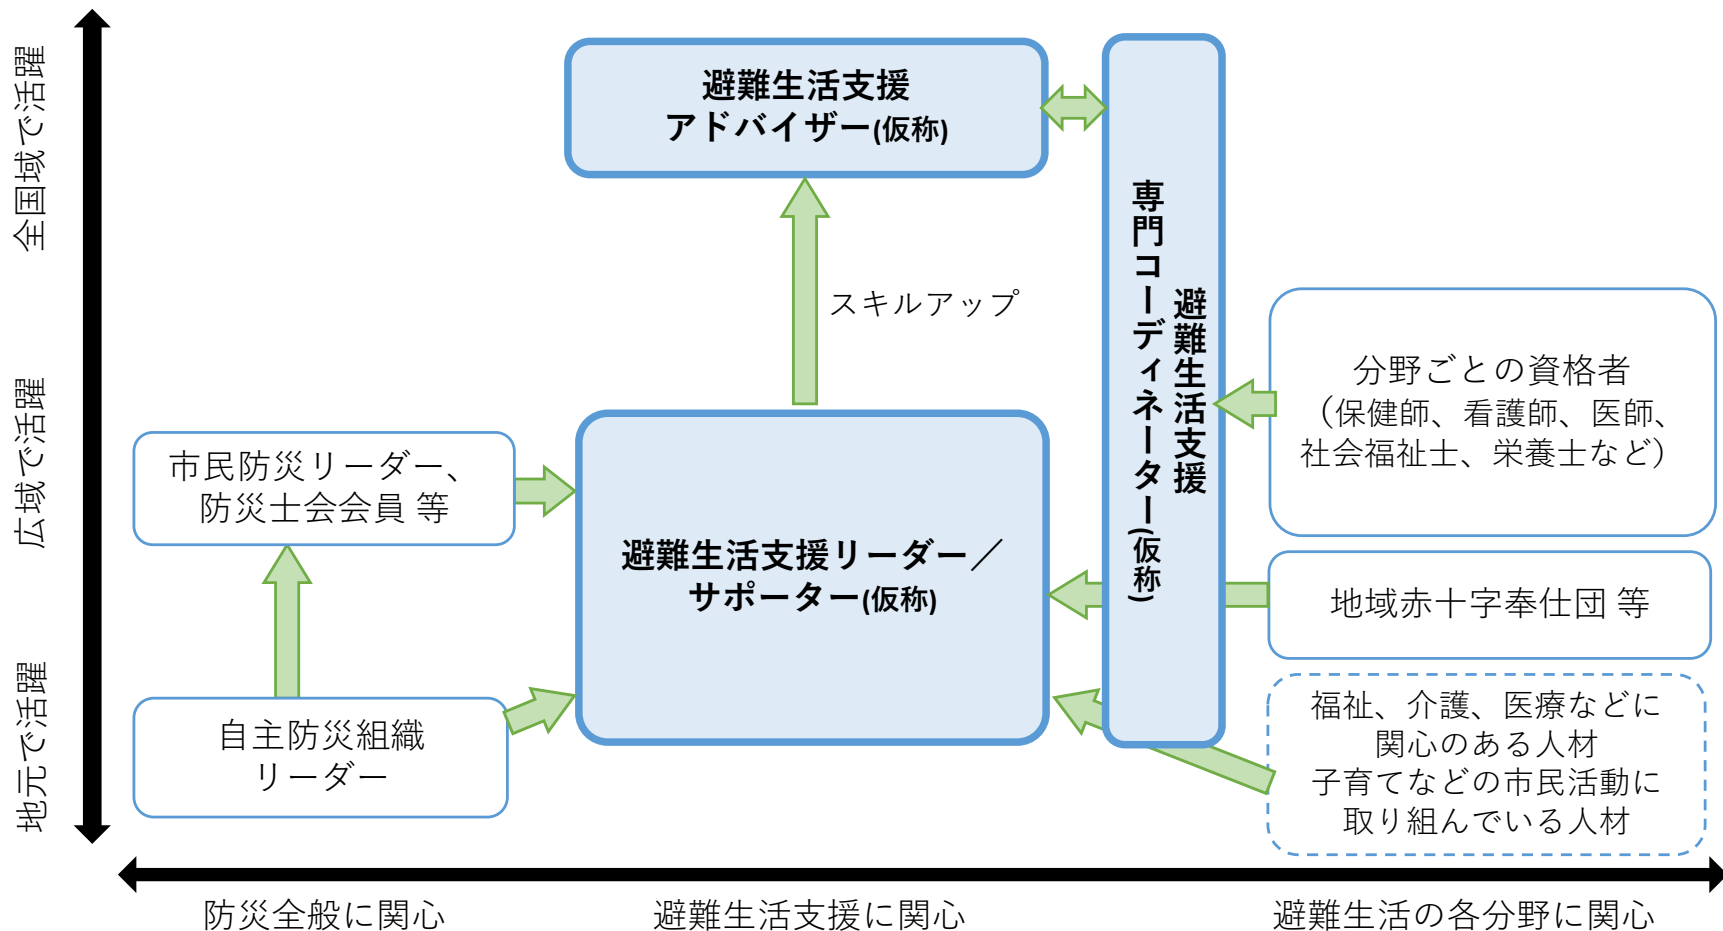 全国域で活躍
広域で活躍
地元で活躍
避難生活支援
アドバイザー(仮称)
スキルアップ
避難生活支援
専門コーディネーター(仮称)
分野ごとの資格者
（保健師、看護師、医師、
社会福祉士、栄養士など）
市民防災リーダー、
防災士会会員 等
避難生活支援リーダー／
サポーター(仮称)
地域赤十字奉仕団 等
自主防災組織
リーダー
福祉、介護、医療などに
関心のある人材
子育てなどの市民活動に
取り組んでいる人材
防災全般に関心
避難生活支援に関心
避難生活の各分野に関心